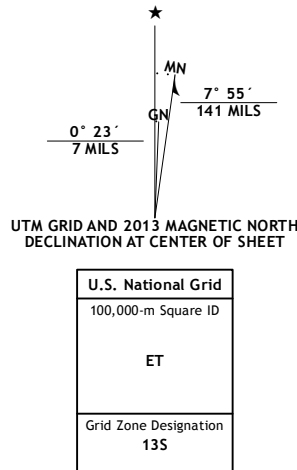 MN
7° 55´
141 MILS
GN
0° 23´
7 MILS
UTM GRID AND 2013 MAGNETIC NORTH
DECLINATION AT CENTER OF SHEET
U.S. National Grid
100,000-m Square ID
ET
Grid Zone Designation
13S